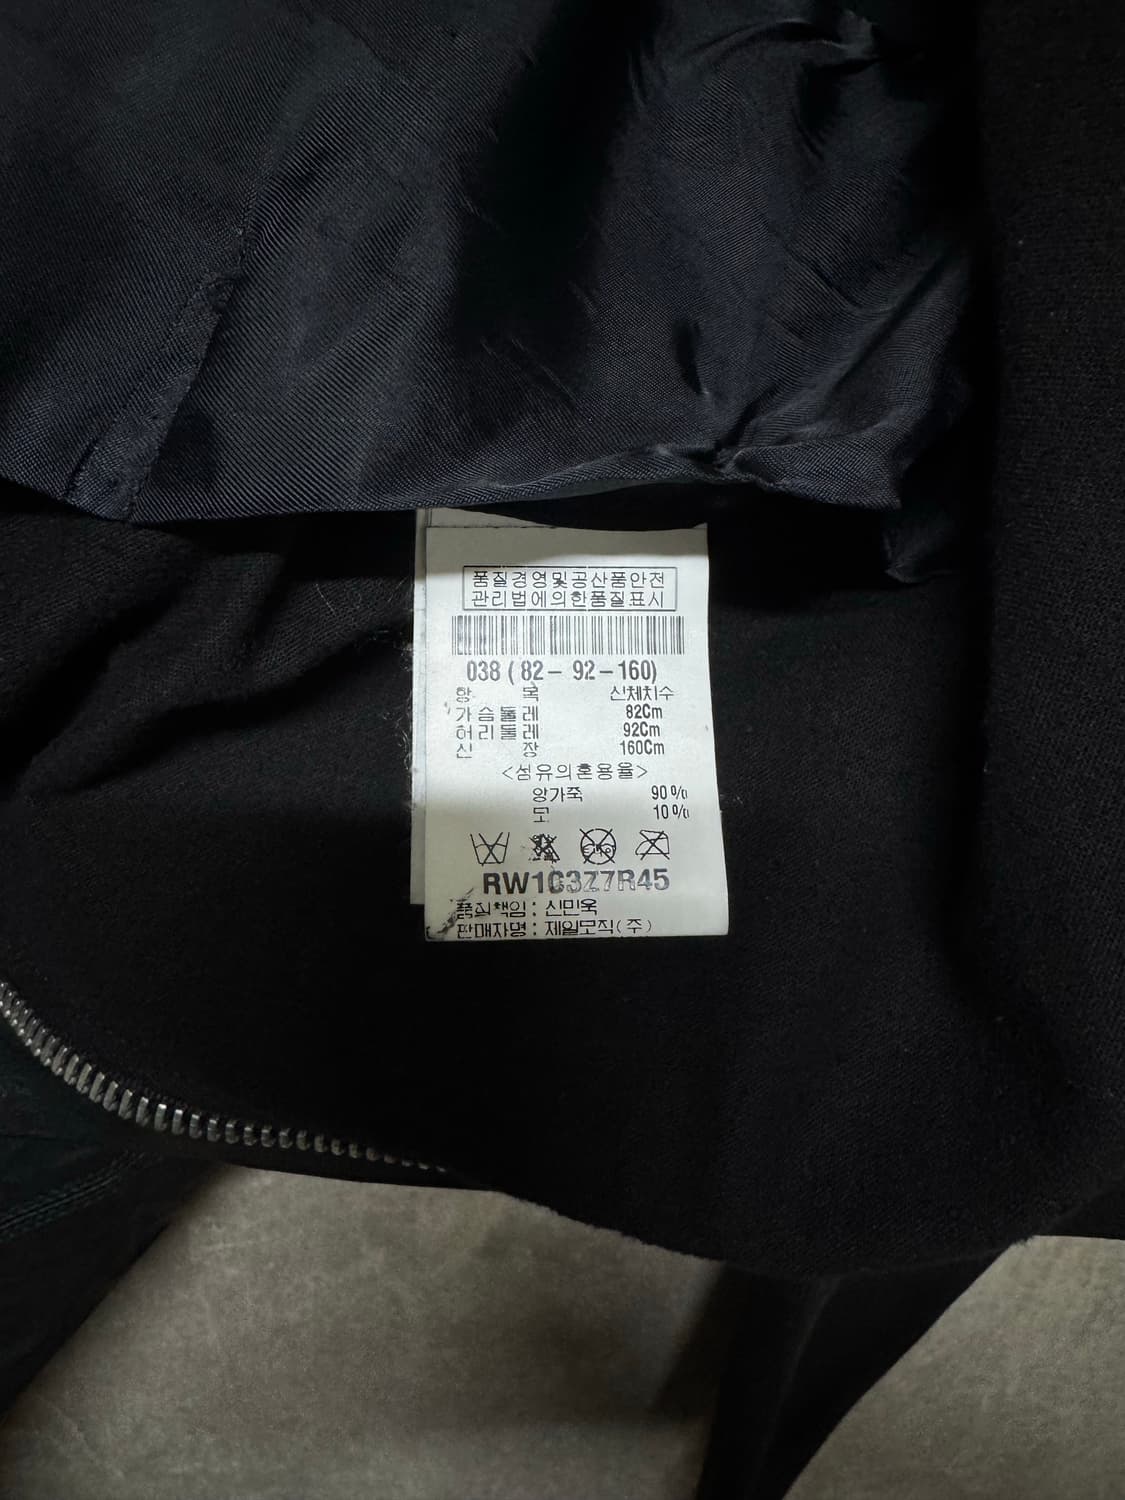 품질경영및공산품안전
관리법에의한품질표시
038 ( 82 - 92 - 160)
항 목 신체치수
가슴둘레 82Cm
허리둘레 92Cm
신 장 160Cm
<섬유의혼용율>
양가죽 90%
모 10%
RW1C3Z7R45
품질책임 : 신민욱
판매자명 : 제일모직(주)